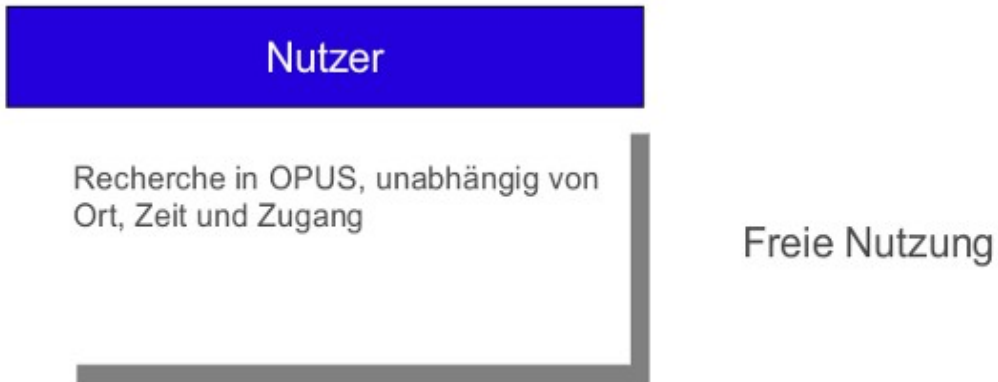 Nutzer
Recherche in OPUS, unabhängig von
Ort, Zeit und Zugang
Freie Nutzung